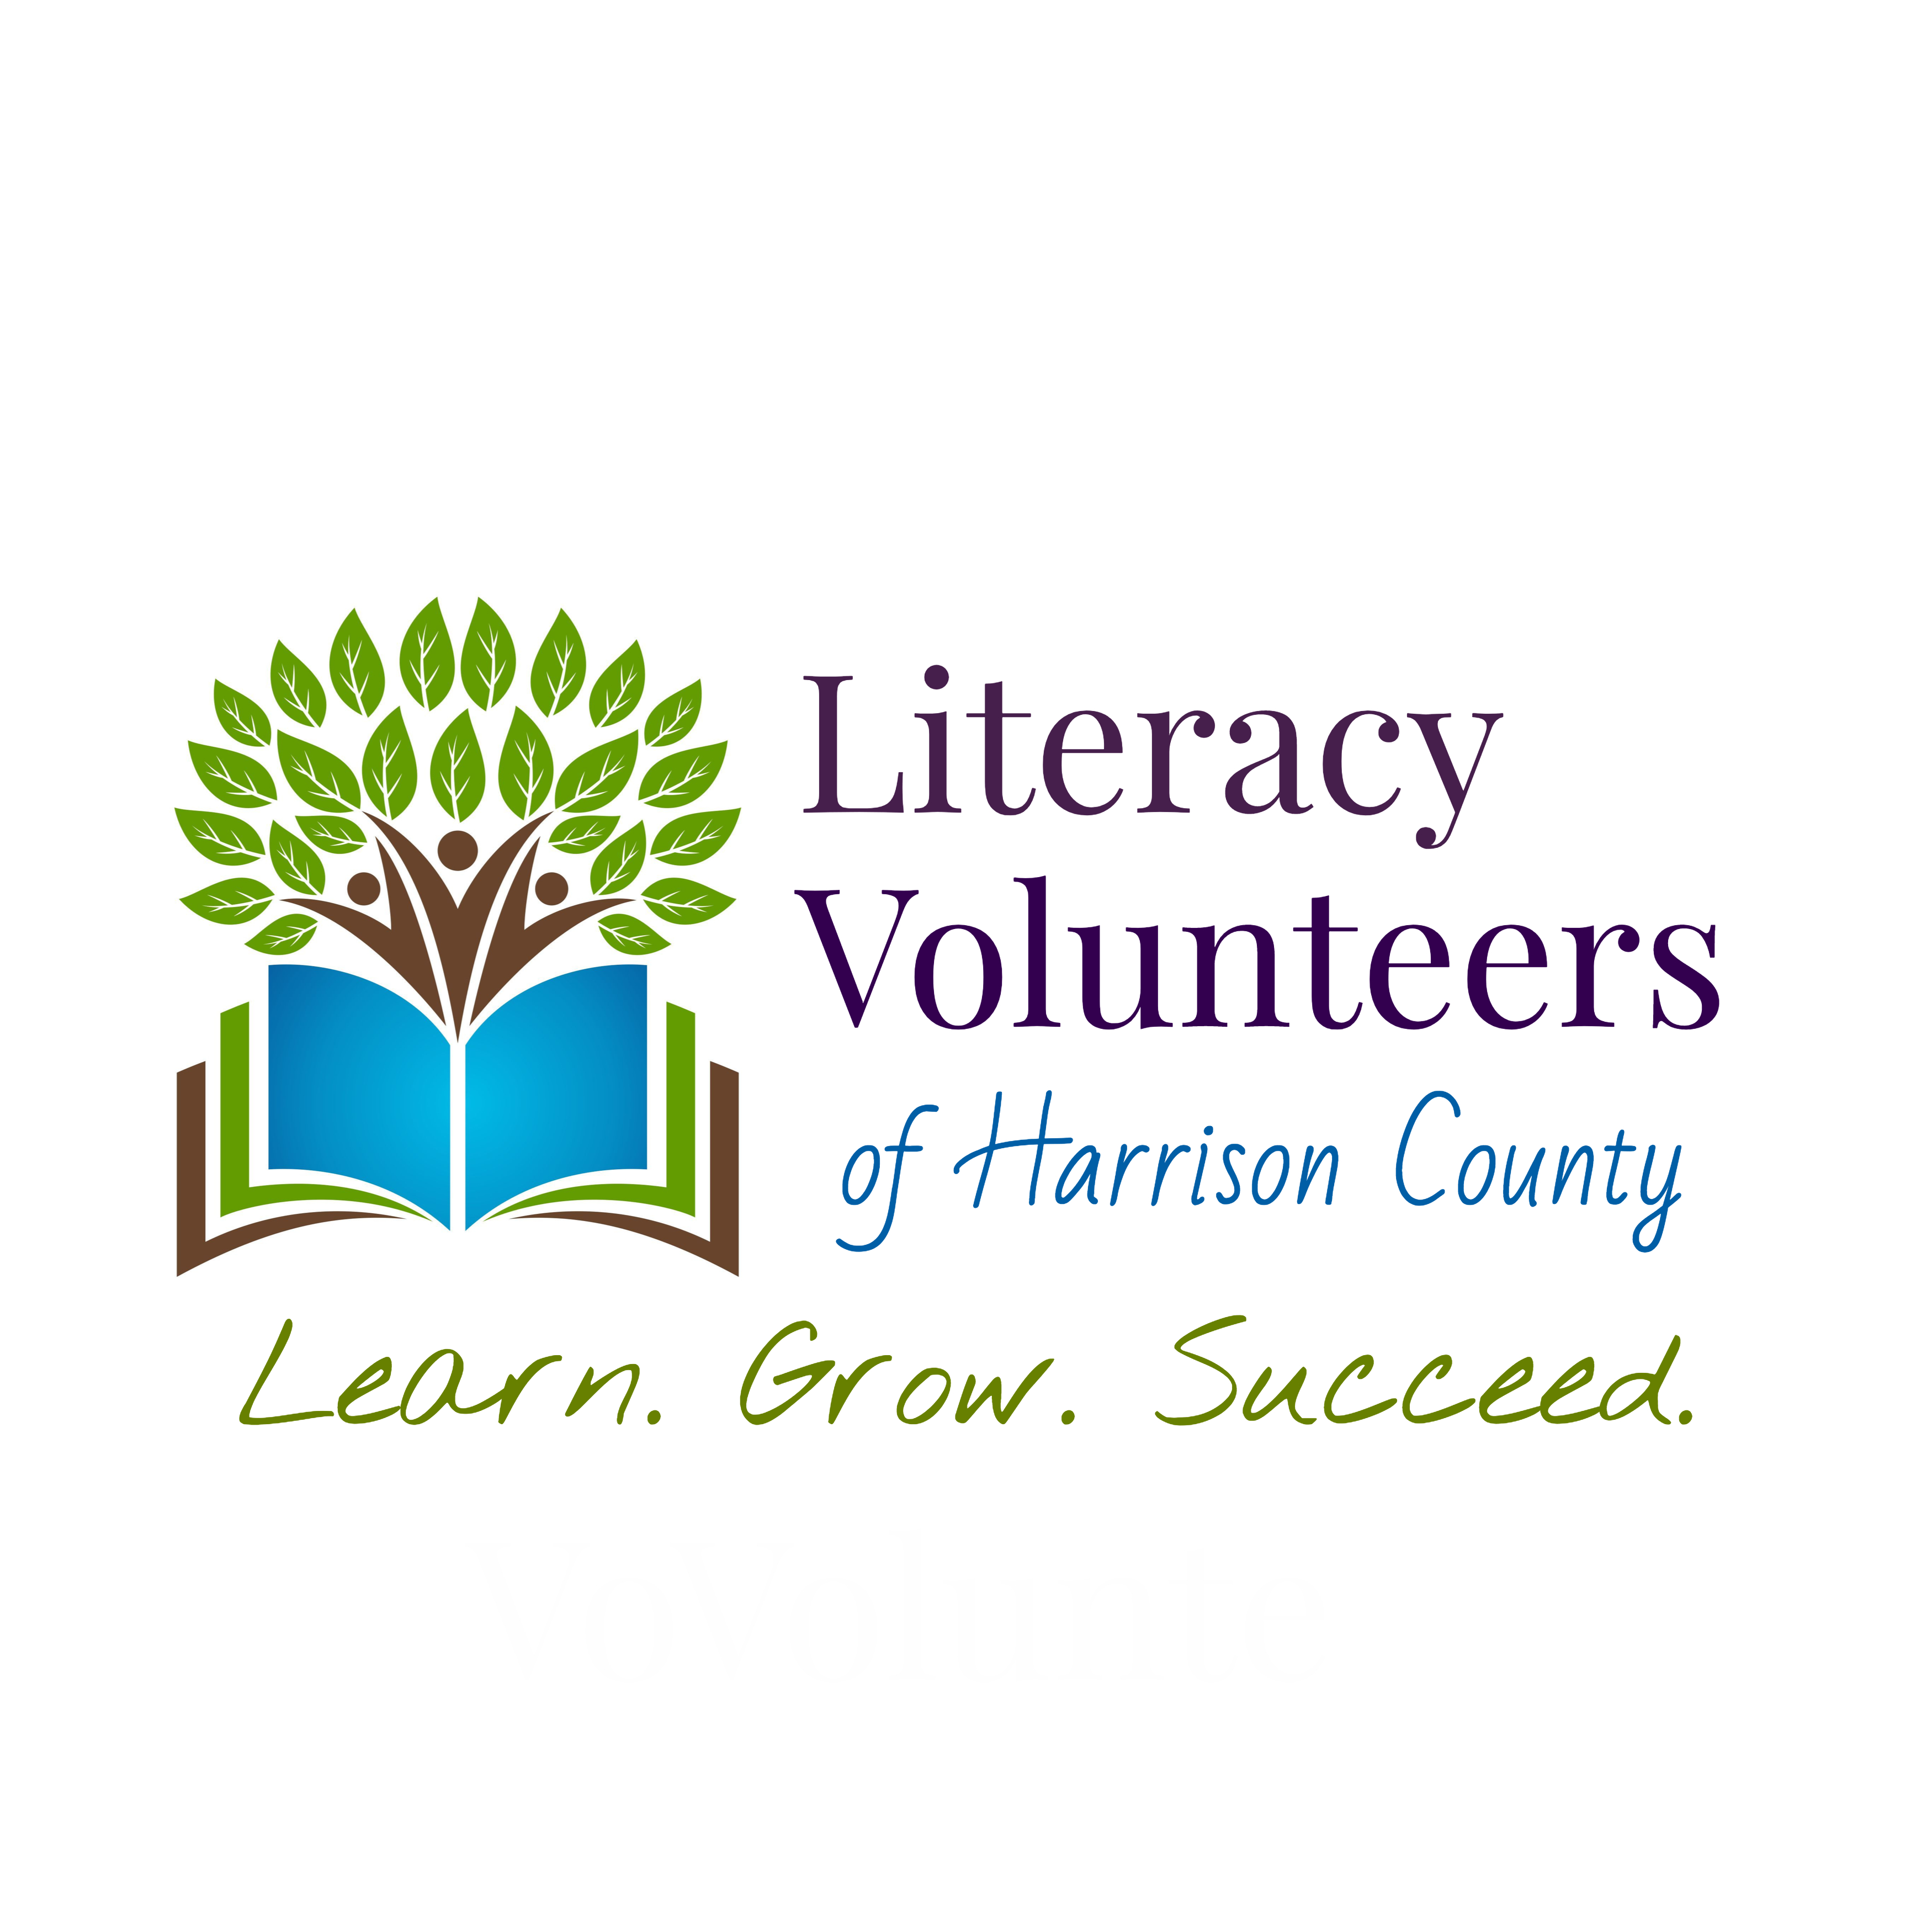 Literacy
Volunteers
of Harrison County
Learn. Grow. Succeed.